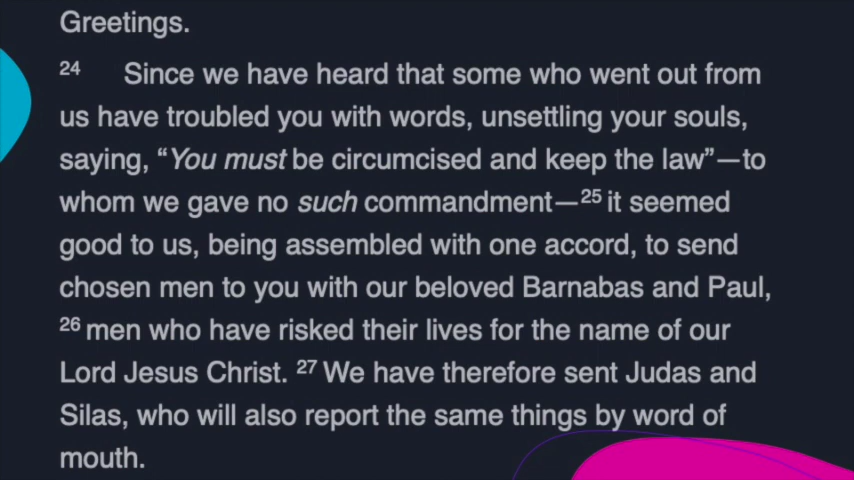 Greetings.
24 Since we have heard that some who went out from
us have troubled you with words, unsettling your souls,
saying, “You must be circumcised and keep the law”—to
whom we gave no such commandment—25 it seemed
good to us, being assembled with one accord, to send
chosen men to you with our beloved Barnabas and Paul,
26 men who have risked their lives for the name of our
Lord Jesus Christ. 27 We have therefore sent Judas and
Silas, who will also report the same things by word of
mouth.